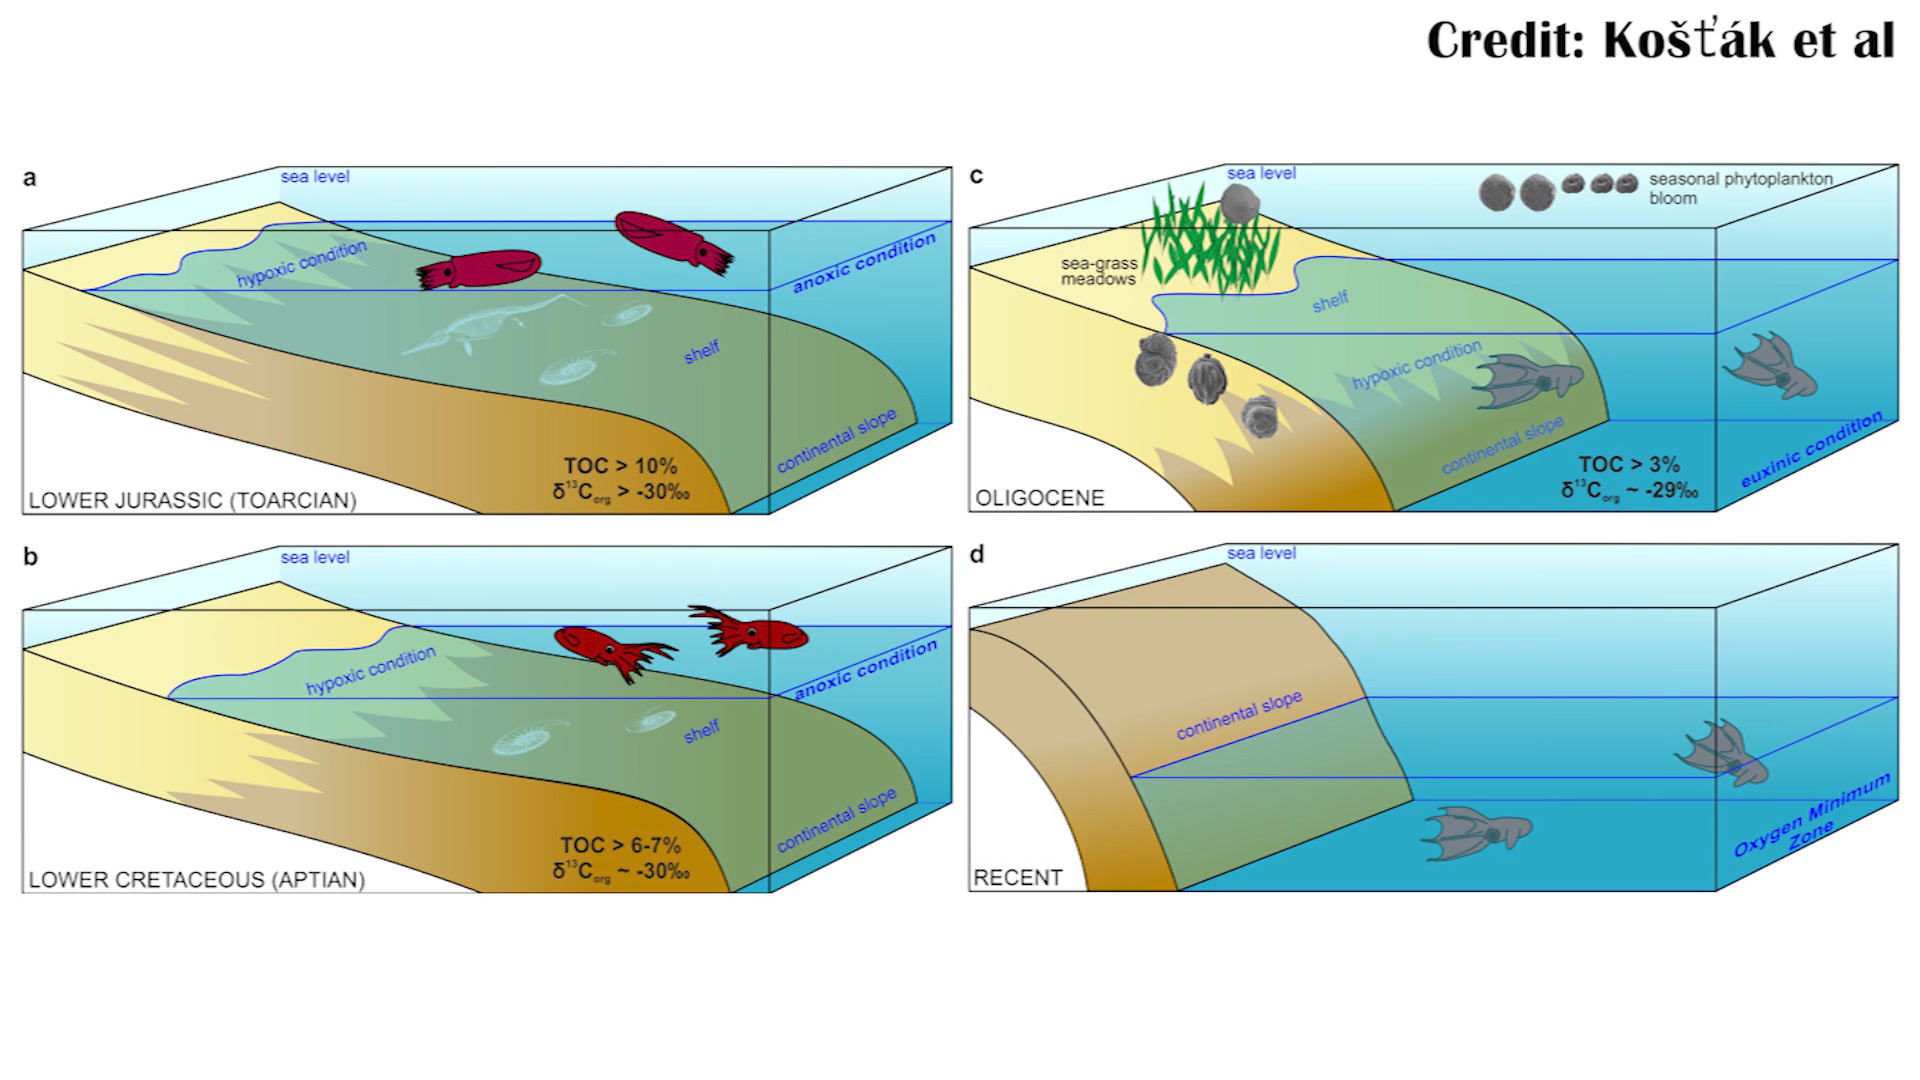 Credit: Košťák et al
a
sea level
hypoxic condition
anoxic condition
shelf
continental slope
TOC > 10%
δ¹³Corg > -30‰
LOWER JURASSIC (TOARCIAN)
b
sea level
hypoxic condition
anoxic condition
shelf
continental slope
TOC > 6-7%
δ¹³Corg ~ -30‰
LOWER CRETACEOUS (APTIAN)
c
sea level
seasonal phytoplankton
bloom
sea-grass
meadows
shelf
hypoxic condition
continental slope
euxinic condition
TOC > 3%
δ¹³Corg ~ -29‰
OLIGOCENE
d
sea level
continental slope
Oxygen Minimum
Zone
RECENT